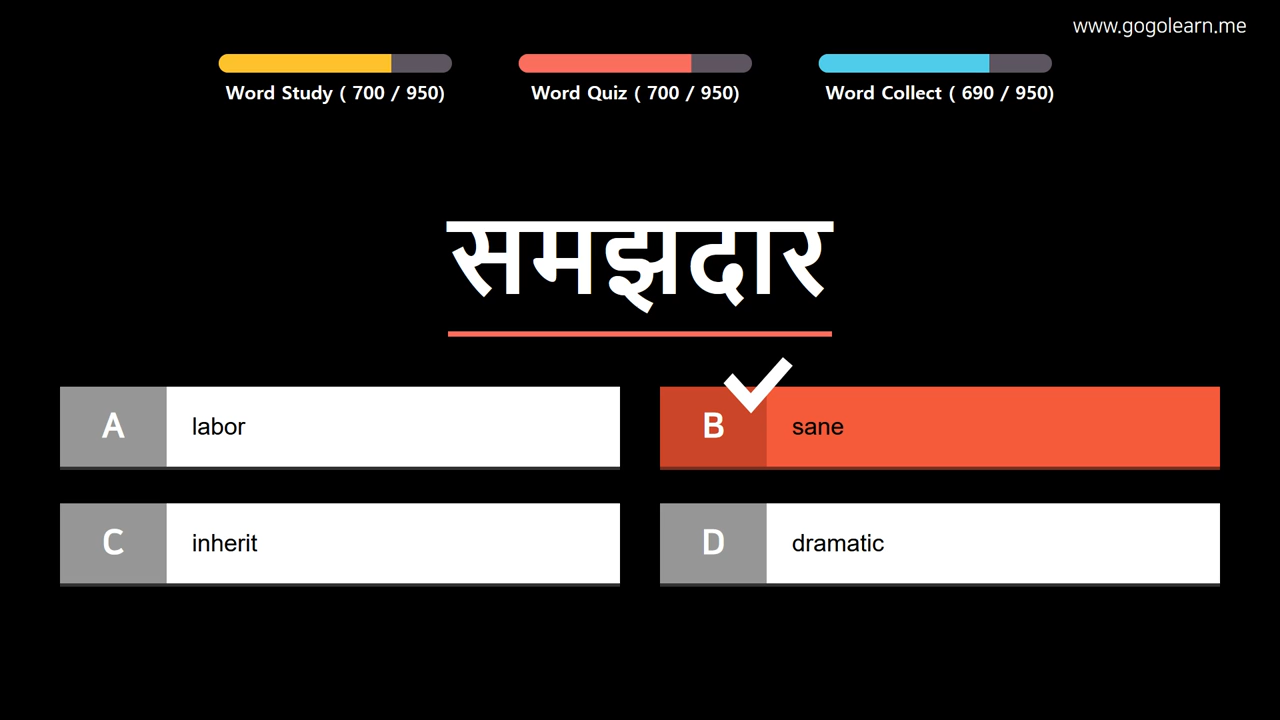 www.gogolearn.me
Word Study ( 700 / 950)
Word Quiz ( 700 / 950)
Word Collect ( 690 / 950)
समझदार
A labor
B sane
C inherit
D dramatic